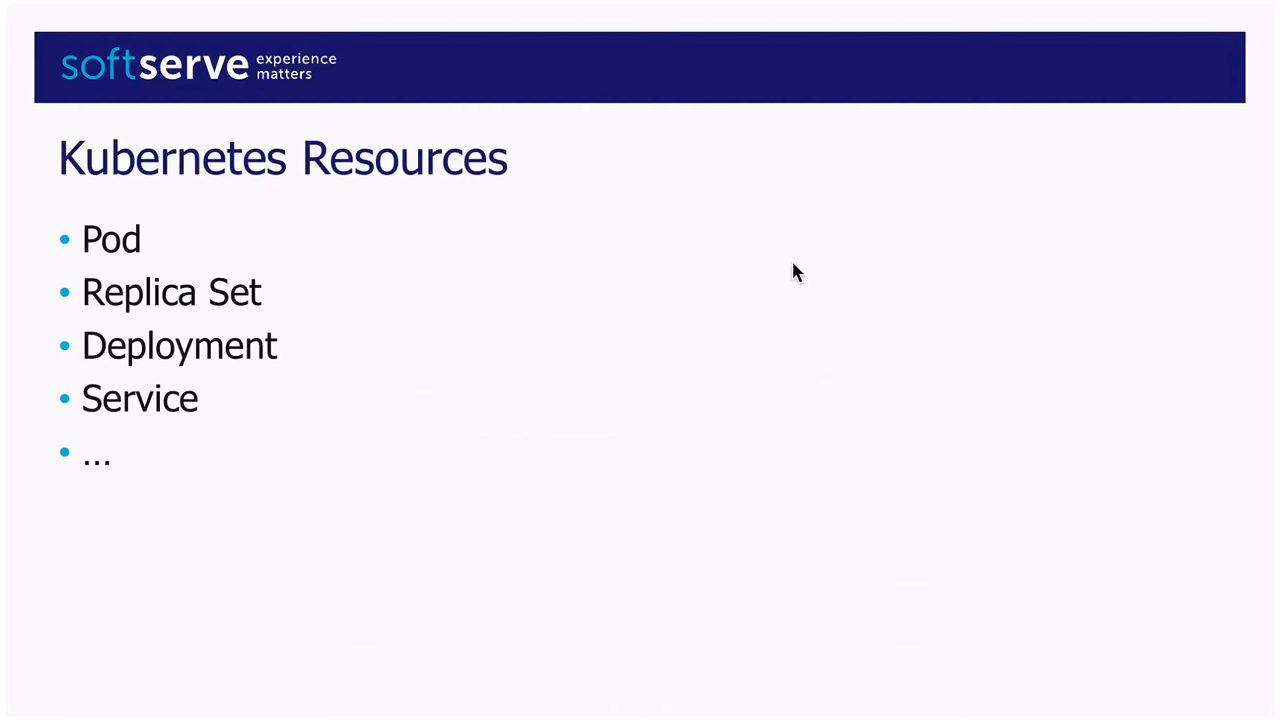 softserve experience
matters
Kubernetes Resources
• Pod
• Replica Set
• Deployment
• Service
• ...